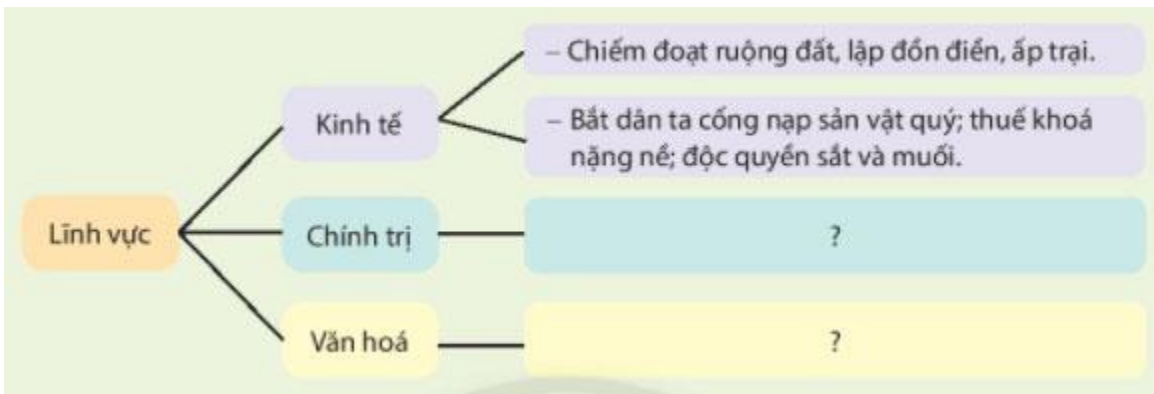 – Chiếm đoạt ruộng đất, lập đồn điền, ấp trại.
Kinh tế
– Bắt dân ta cống nạp sản vật quý; thuế khoá
nặng nề; độc quyền sắt và muối.
Lĩnh vực
Chính trị
?
Văn hoá
?